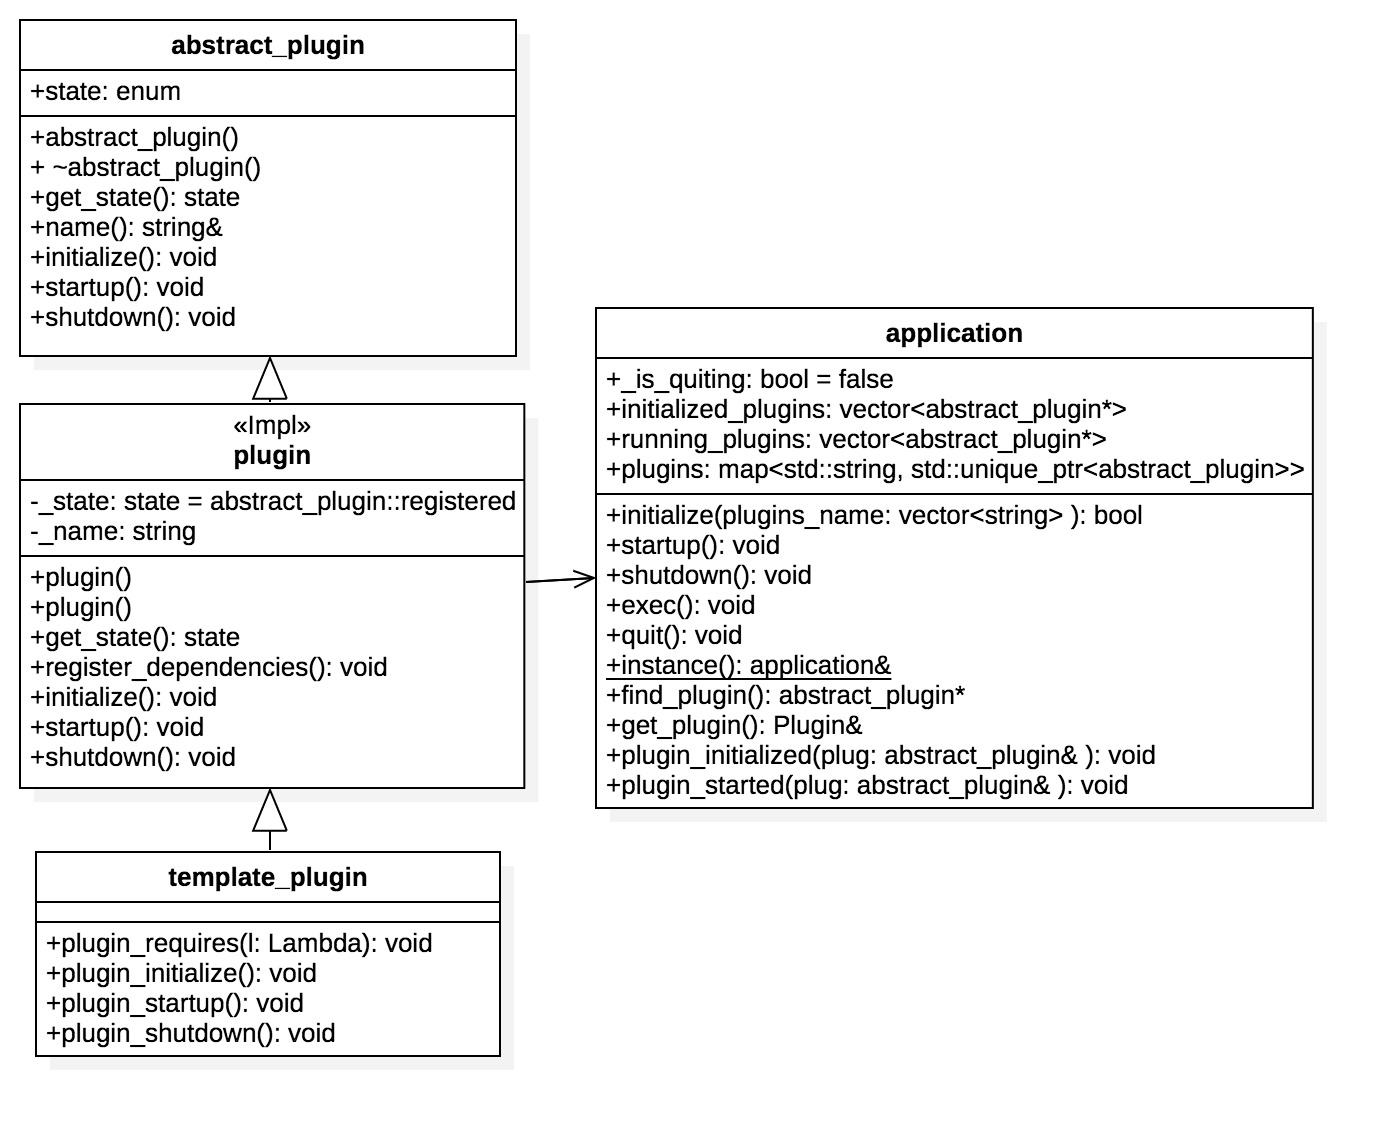 abstract_plugin
+state: enum
+abstract_plugin()
+ ~abstract_plugin()
+get_state(): state
+name(): string&
+initialize(): void
+startup(): void
+shutdown(): void
«Impl»
plugin
-_state: state = abstract_plugin::registered
-_name: string
+plugin()
+plugin()
+get_state(): state
+register_dependencies(): void
+initialize(): void
+startup(): void
+shutdown(): void
template_plugin
+plugin_requires(l: Lambda): void
+plugin_initialize(): void
+plugin_startup(): void
+plugin_shutdown(): void
application
+_is_quiting: bool = false
+initialized_plugins: vector<abstract_plugin*>
+running_plugins: vector<abstract_plugin*>
+plugins: map<std::string, std::unique_ptr<abstract_plugin>>
+initialize(plugins_name: vector<string> ): bool
+startup(): void
+shutdown(): void
+exec(): void
+quit(): void
+instance(): application&
+find_plugin(): abstract_plugin*
+get_plugin(): Plugin&
+plugin_initialized(plug: abstract_plugin& ): void
+plugin_started(plug: abstract_plugin& ): void